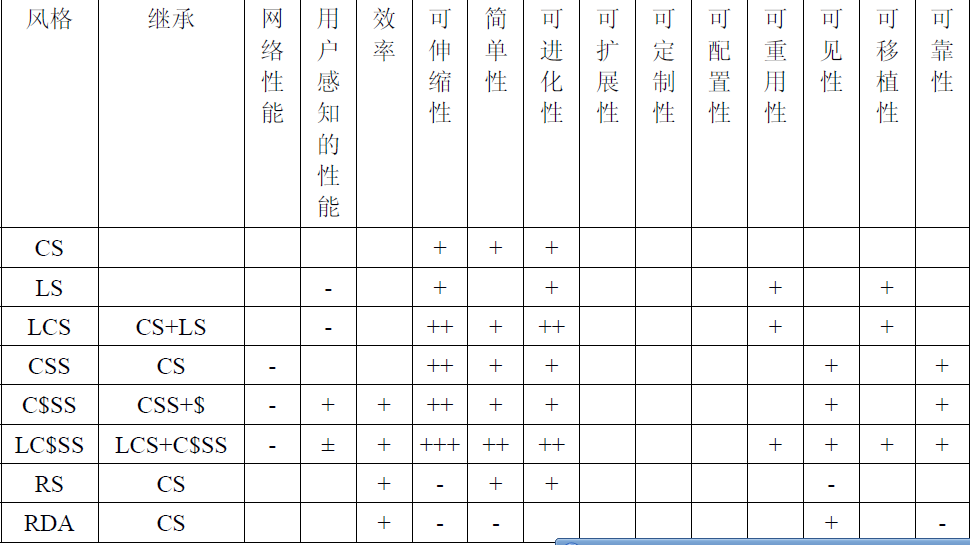 风格 继承 网络性能 用户感知的性能 效率 可伸缩性 简单性 可进化性 可扩展性 可定制性 可配置性 可重用性 可见性 可移植性 可靠性
CS + + +
LS - + + + +
LCS CS+LS - ++ + ++ + +
CSS CS - ++ + + + +
C$SS CSS+$ - + + ++ + + + +
LC$SS LCS+C$SS - ± + +++ ++ ++ + + + +
RS CS + - + + -
RDA CS + - - + -